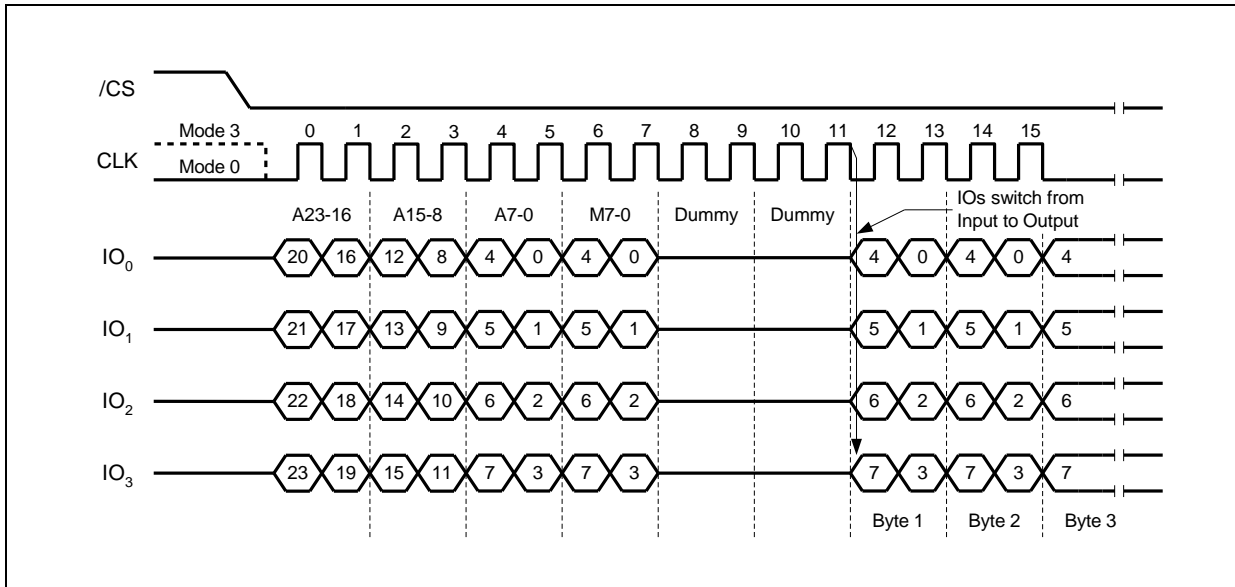 /CS
Mode 3 0 1 2 3 4 5 6 7 8 9 10 11 12 13 14 15
CLK
Mode 0
IOs switch from
Input to Output
A23-16 A15-8 A7-0 M7-0 Dummy Dummy
IO0 20 16 12 8 4 0 4 0 4 0 4 0 4
IO1 21 17 13 9 5 1 5 1 5 1 5 1 5
IO2 22 18 14 10 6 2 6 2 6 2 6 2 6
IO3 23 19 15 11 7 3 7 3 7 3 7 3 7
Byte 1 Byte 2 Byte 3